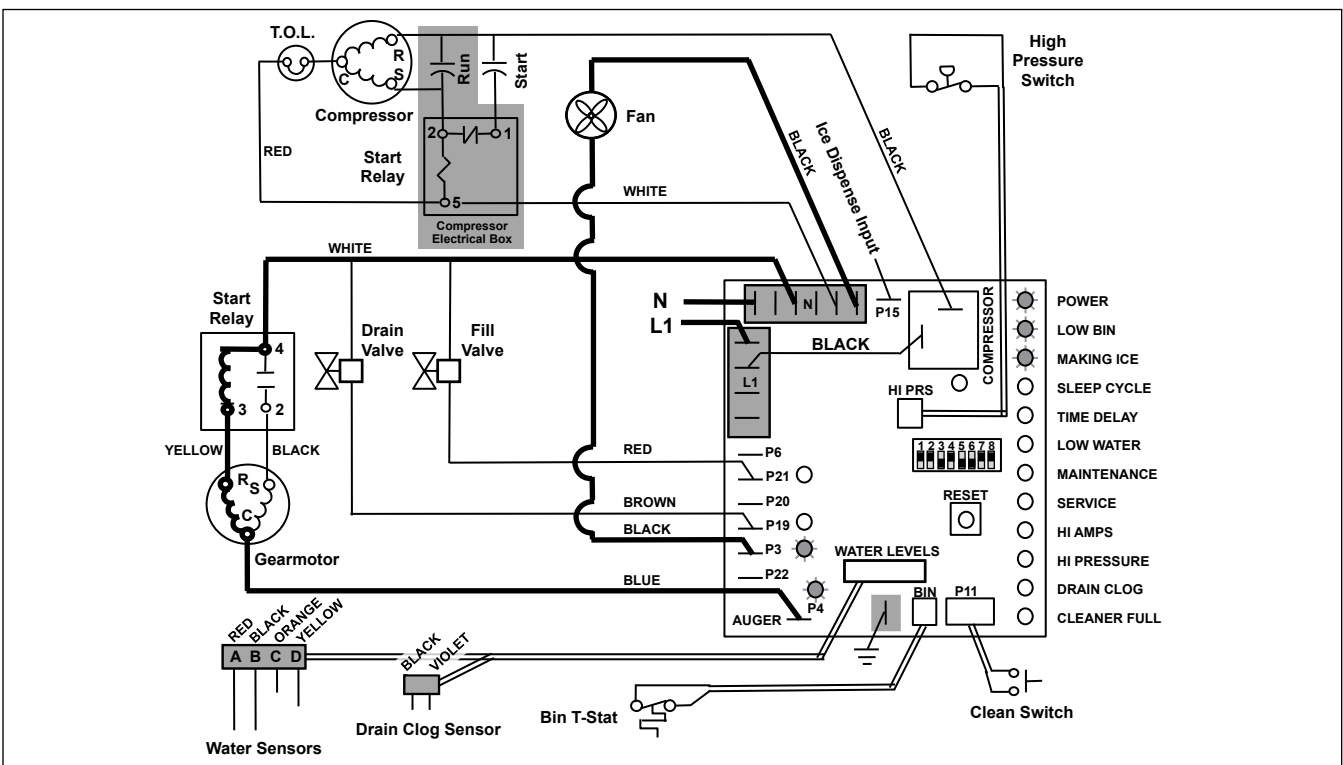 T.O.L.
C
R
S
Compressor
Run
Start
2
1
5
Start
Relay
Compressor
Electrical Box
RED
WHITE
WHITE
Fan
BLACK
Ice Dispense Input
BLACK
High
Pressure
Switch
Start
Relay
4
3
2
YELLOW
BLACK
R
S
C
Gearmotor
Drain
Valve
Fill
Valve
N
L1
N
P15
L1
BLACK
COMPRESSOR
HI PRS
1 2 3 4 5 6 7 8
RESET
RED
BROWN
BLACK
BLUE
P6
P21
P20
P19
P3
P22
P4
AUGER
WATER LEVELS
BIN
P11
POWER
LOW BIN
MAKING ICE
SLEEP CYCLE
TIME DELAY
LOW WATER
MAINTENANCE
SERVICE
HI AMPS
HI PRESSURE
DRAIN CLOG
CLEANER FULL
RED
BLACK
ORANGE
YELLOW
A B C D
Water Sensors
BLACK
VIOLET
Drain Clog Sensor
Bin T-Stat
Clean Switch